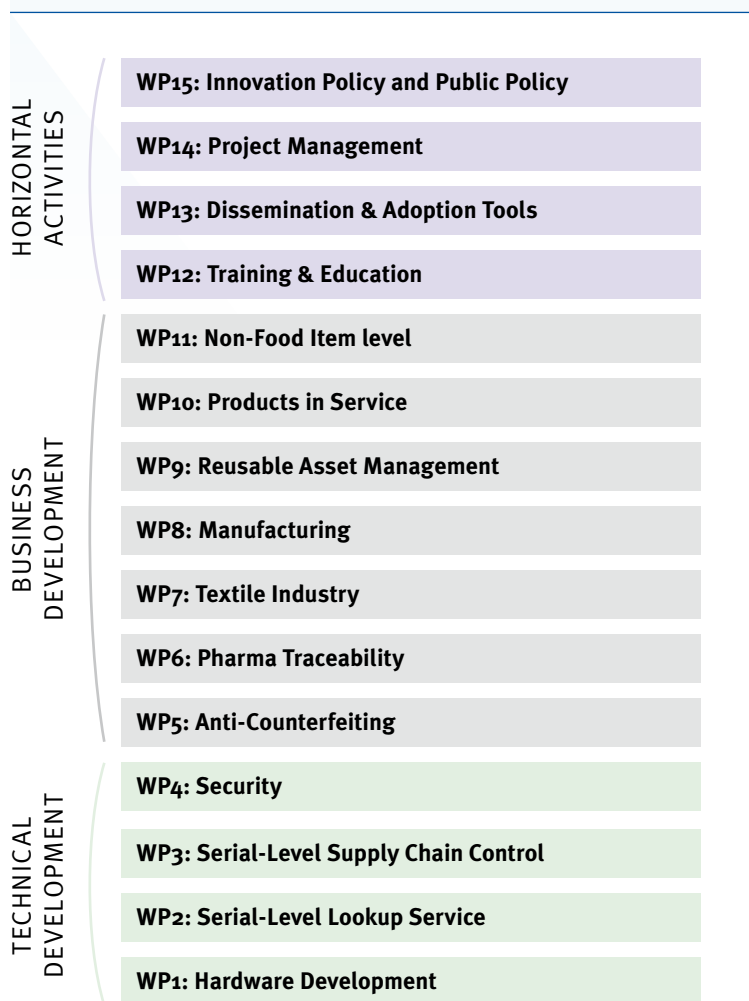 HORIZONTAL
ACTIVITIES
WP15: Innovation Policy and Public Policy
WP14: Project Management
WP13: Dissemination & Adoption Tools
WP12: Training & Education
BUSINESS
DEVELOPMENT
WP11: Non-Food Item level
WP10: Products in Service
WP9: Reusable Asset Management
WP8: Manufacturing
WP7: Textile Industry
WP6: Pharma Traceability
WP5: Anti-Counterfeiting
TECHNICAL
DEVELOPMENT
WP4: Security
WP3: Serial-Level Supply Chain Control
WP2: Serial-Level Lookup Service
WP1: Hardware Development